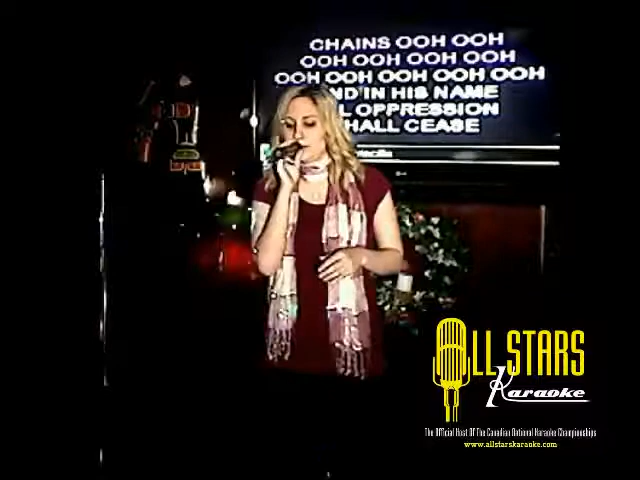 CHAINS OOH OOH
OOH OOH OOH OOH
OOH OOH OOH OOH OOH
ND IN HIS NAME
L OPPRESSION
HALL CEASE
ALL STARS
Karaoke
The Official Host Of The Canadian National Karaoke Championships
www.allstarskaraoke.com